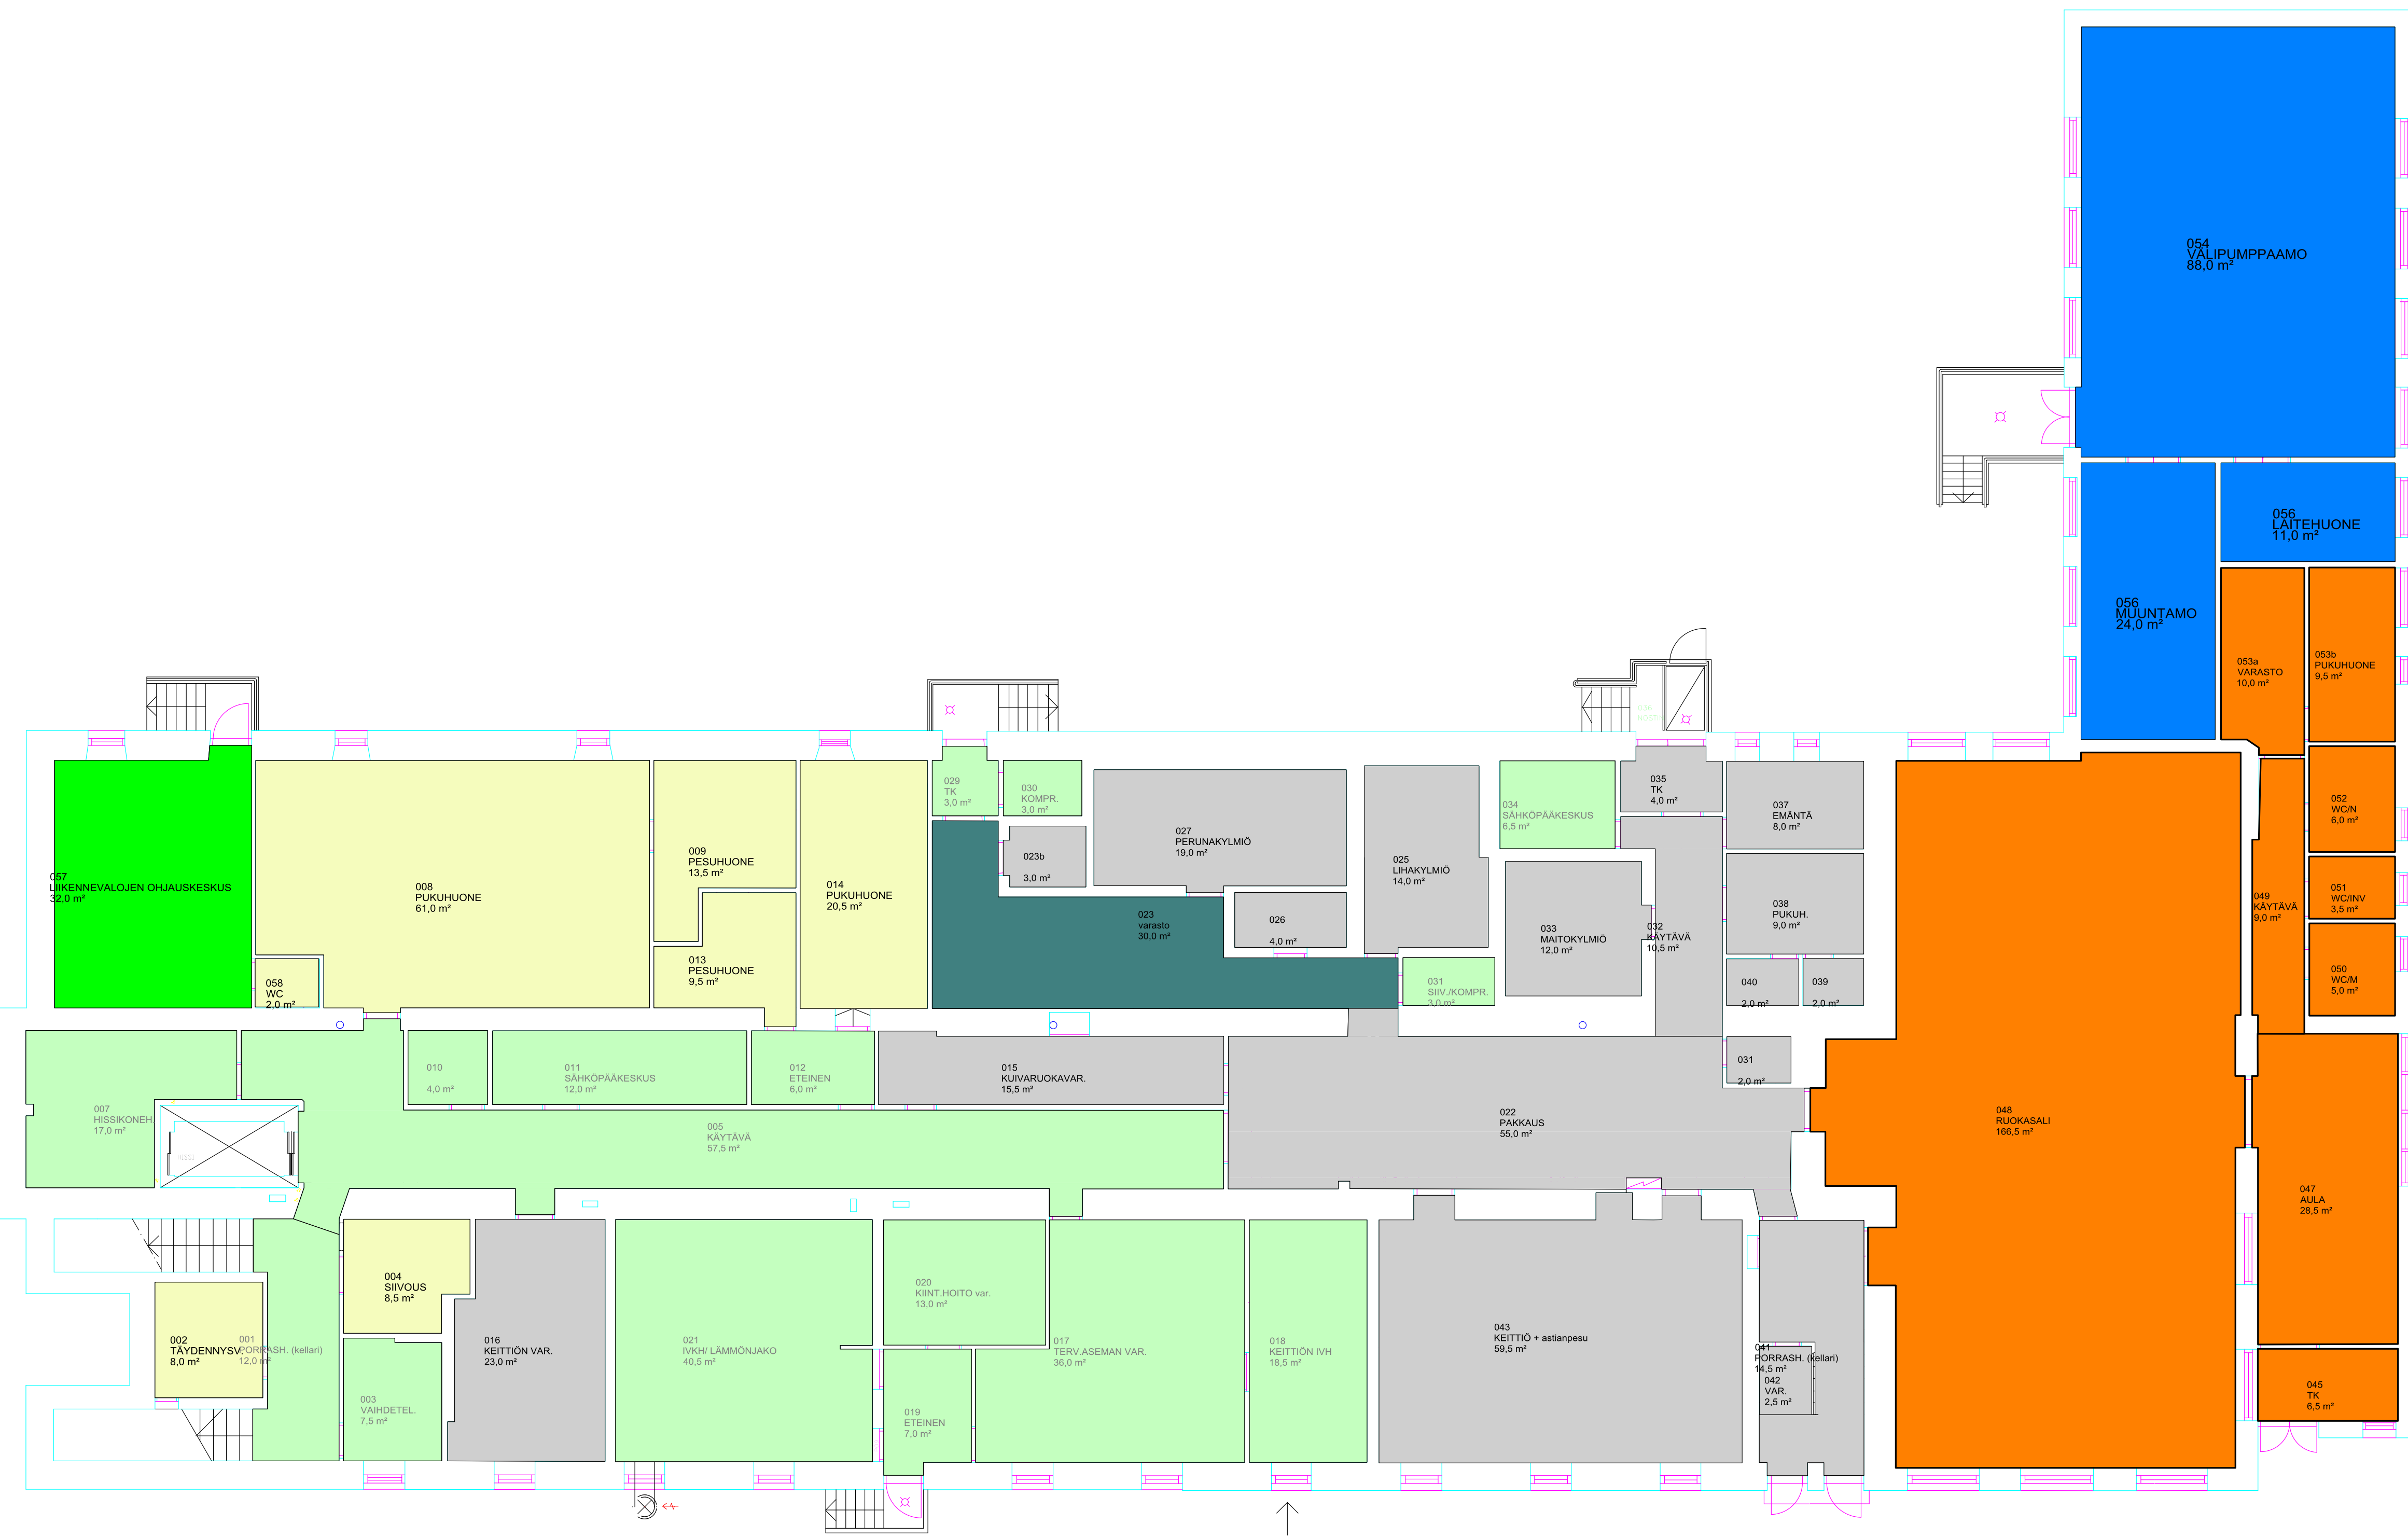 054
VÄLIPUMPPAAMO
88,0 m²
056
LAITEHUONE
11,0 m²
056
MUUNTAMO
24,0 m²
053a
VARASTO
10,0 m²
053b
PUKUHUONE
9,5 m²
057
LIIKENNEVALOJEN OHJAUSKESKUS
32,0 m²
008
PUKUHUONE
61,0 m²
058
WC
2,0 m²
009
PESUHUONE
13,5 m²
013
PESUHUONE
9,5 m²
014
PUKUHUONE
20,5 m²
029
TK
3,0 m²
030
KOMPR.
3,0 m²
023b
3,0 m²
023
varasto
30,0 m²
027
PERUNAKYLMIÖ
19,0 m²
026
4,0 m²
025
LIHAKYLMIÖ
14,0 m²
031
SIIV./KOMPR.
3,0 m²
034
SÄHKÖPÄÄKESKUS
6,5 m²
033
MAITOKYLMIÖ
12,0 m²
035
TK
4,0 m²
032
KÄYTÄVÄ
10,5 m²
037
EMÄNTÄ
8,0 m²
038
PUKUH.
9,0 m²
040
2,0 m²
039
2,0 m²
031
2,0 m²
052
WC/N
6,0 m²
051
WC/INV
3,5 m²
049
KÄYTÄVÄ
9,0 m²
050
WC/M
5,0 m²
007
HISSIKONEH.
17,0 m²
HISSI
010
4,0 m²
011
SÄHKÖPÄÄKESKUS
12,0 m²
012
ETEINEN
6,0 m²
015
KUIVARUOKAVAR.
15,5 m²
005
KÄYTÄVÄ
57,5 m²
022
PAKKAUS
55,0 m²
048
RUOKASALI
166,5 m²
047
AULA
28,5 m²
002
TÄYDENNYSV.
8,0 m²
001
PORRASH. (kellari)
12,0 m²
004
SIIVOUS
8,5 m²
003
VAIHDETEL.
7,5 m²
016
KEITTIÖN VAR.
23,0 m²
021
IVKH/ LÄMMÖNJAKO
40,5 m²
020
KIINT.HOITO var.
13,0 m²
019
ETEINEN
7,0 m²
017
TERV.ASEMAN VAR.
36,0 m²
018
KEITTIÖN IVH
18,5 m²
043
KEITTIÖ + astianpesu
59,5 m²
041
PORRASH. (kellari)
14,5 m²
042
VAR.
2,5 m²
045
TK
6,5 m²